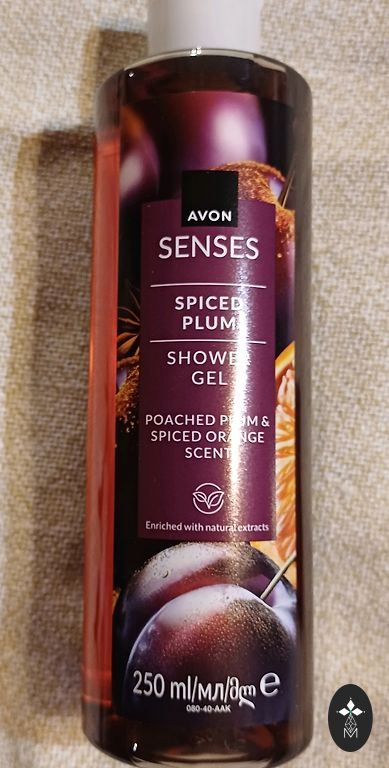 AVON
SENSES
SPICED
PLUM
SHOWER
GEL
POACHED PLUM &
SPICED ORANGE
SCENT
Enriched with natural extracts
250 ml/мл/მლ e
080-40-AAK